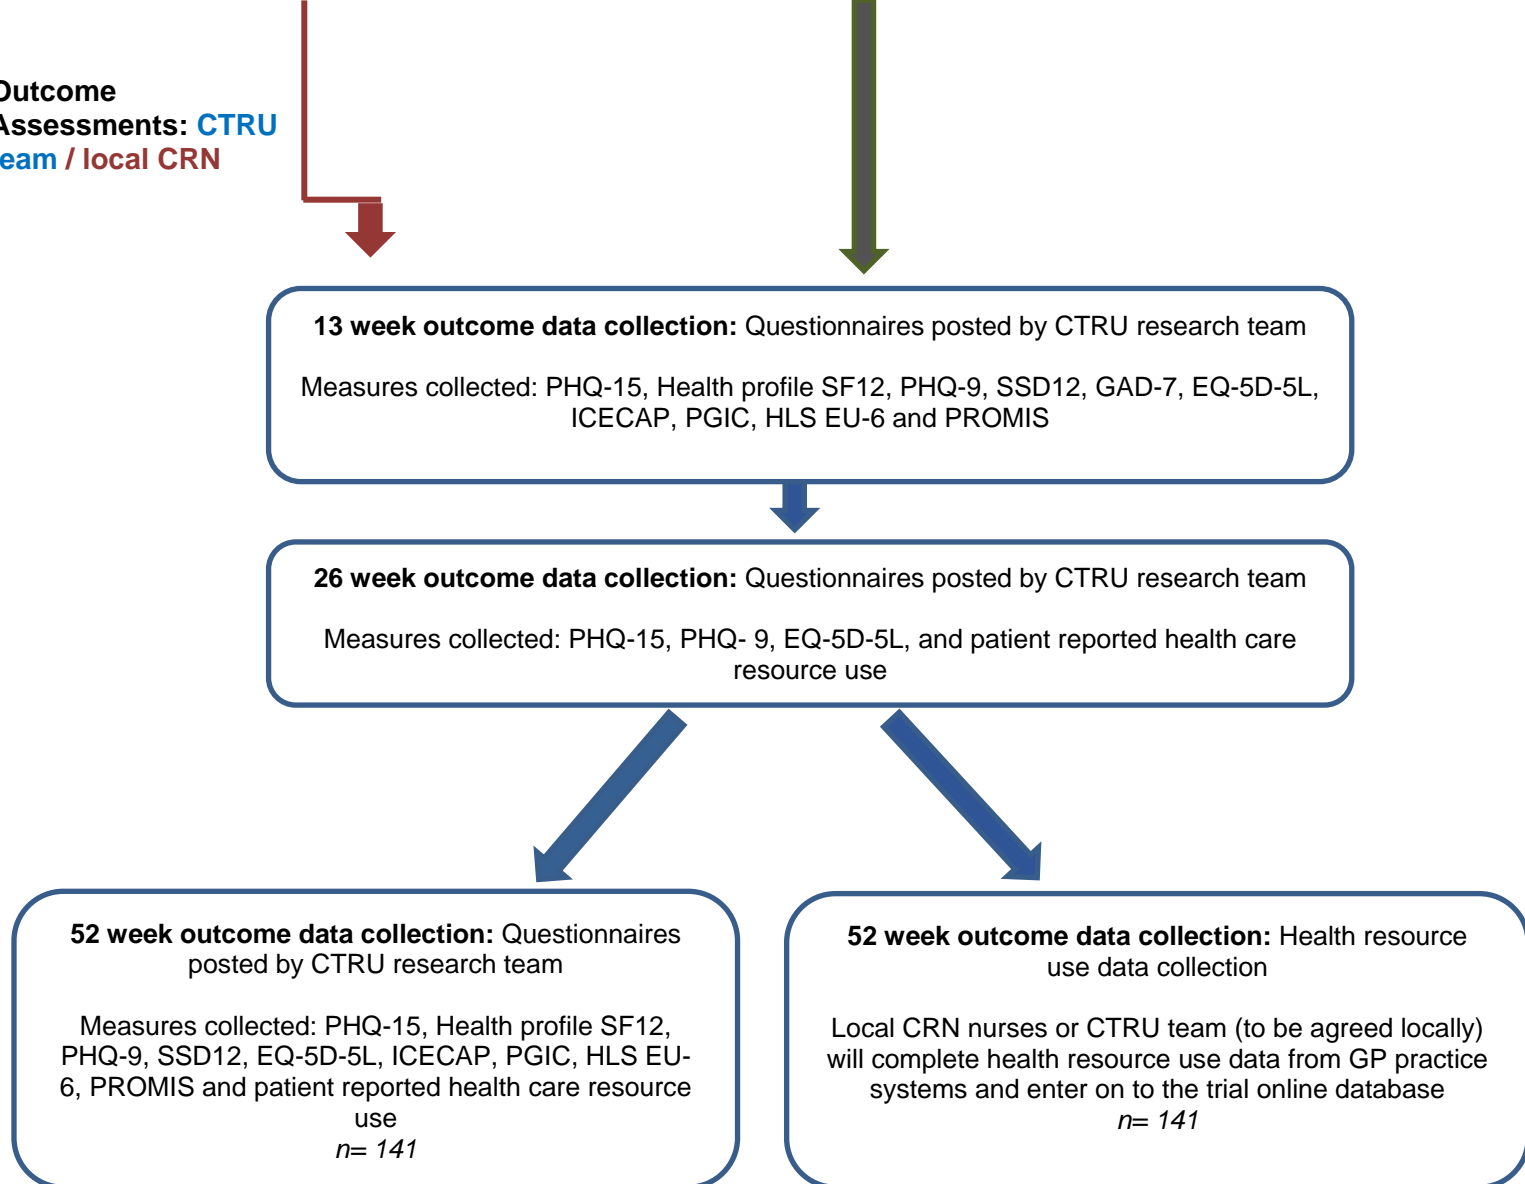 Outcome
Assessments: CTRU
team / local CRN
13 week outcome data collection: Questionnaires posted by CTRU research team
Measures collected: PHQ-15, Health profile SF12, PHQ-9, SSD12, GAD-7, EQ-5D-5L,
ICECAP, PGIC, HLS EU-6 and PROMIS
26 week outcome data collection: Questionnaires posted by CTRU research team
Measures collected: PHQ-15, PHQ- 9, EQ-5D-5L, and patient reported health care
resource use
52 week outcome data collection: Questionnaires
posted by CTRU research team
Measures collected: PHQ-15, Health profile SF12,
PHQ-9, SSD12, EQ-5D-5L, ICECAP, PGIC, HLS EU-
6, PROMIS and patient reported health care resource
use
n= 141
52 week outcome data collection: Health resource
use data collection
Local CRN nurses or CTRU team (to be agreed locally)
will complete health resource use data from GP practice
systems and enter on to the trial online database
n= 141